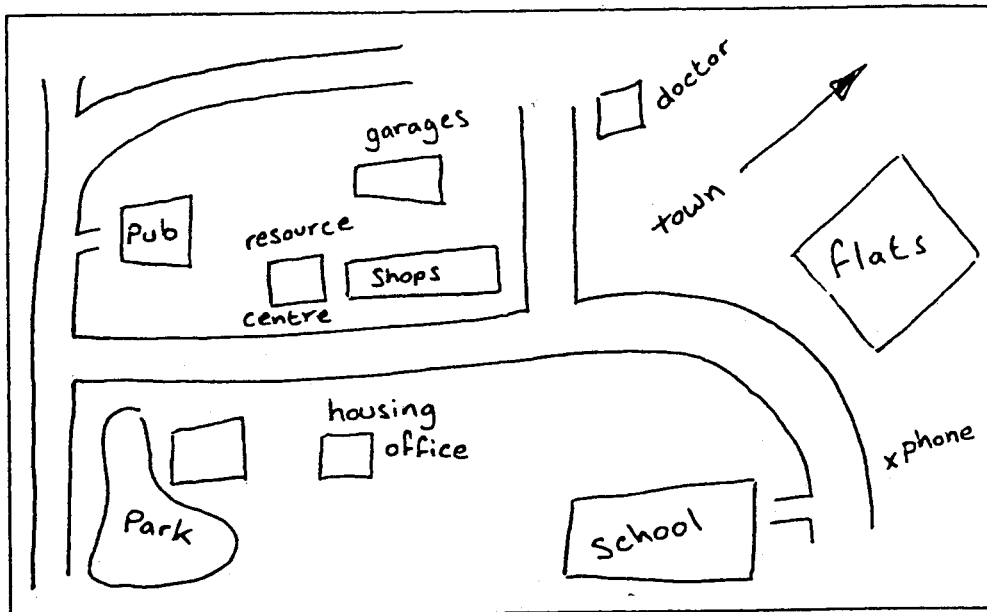 doctor
garages
town
Pub
resource
centre
Shops
flats
housing
office
x phone
Park
school